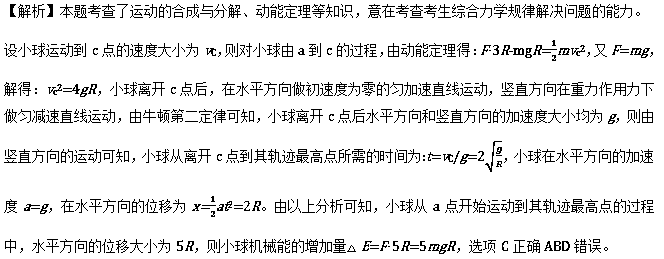 【解析】本题考查了运动的合成与分解、动能定理等知识，意在考查考生综合力学规律解决问题的能力。
设小球运动到 c 点的速度大小为 vC，则对小球由 a 到 c 的过程，由动能定理得：F·3R-mgR=\frac{1}{2}mvc²，又 F=mg，
解得：vc²=4gR，小球离开 c 点后，在水平方向做初速度为零的匀加速直线运动，竖直方向在重力作用力下
做匀减速直线运动，由牛顿第二定律可知，小球离开 c 点后水平方向和竖直方向的加速度大小均为 g，则由
竖直方向的运动可知，小球从离开 c 点到其轨迹最高点所需的时间为：t=vC/g=2\sqrt{\frac{g}{R}}，小球在水平方向的加速
度 a=g，在水平方向的位移为 x=\frac{1}{2}at²=2R。由以上分析可知，小球从 a 点开始运动到其轨迹最高点的过程
中，水平方向的位移大小为 5R，则小球机械能的增加量△E=F·5R=5mgR，选项 C 正确 ABD 错误。